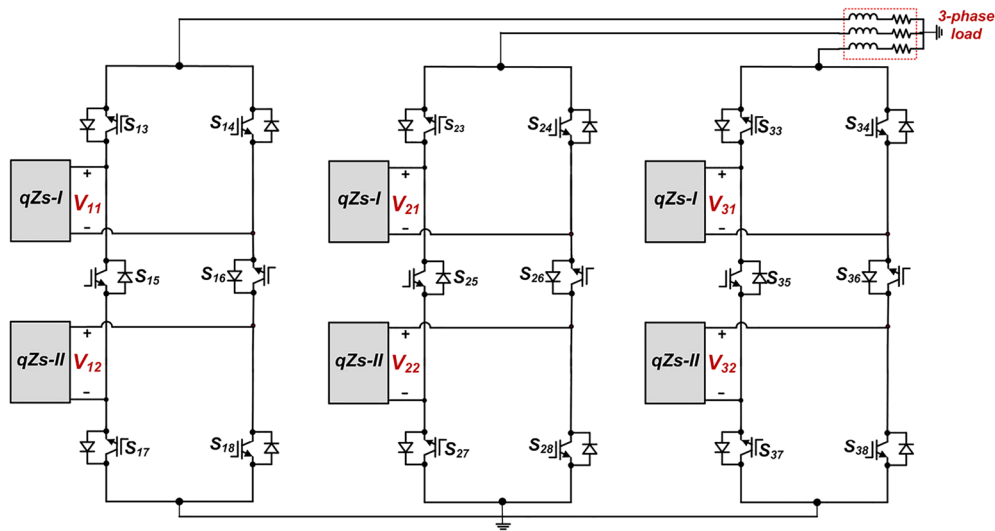 3-phase
load
S13 S14 S23 S24 S33 S34
+ + +
qZs-I V11 qZs-I V21 qZs-I V31
− − −
S15 S16 S25 S26 S35 S36
+ + +
qZs-II V12 qZs-II V22 qZs-II V32
− − −
S17 S18 S27 S28 S37 S38